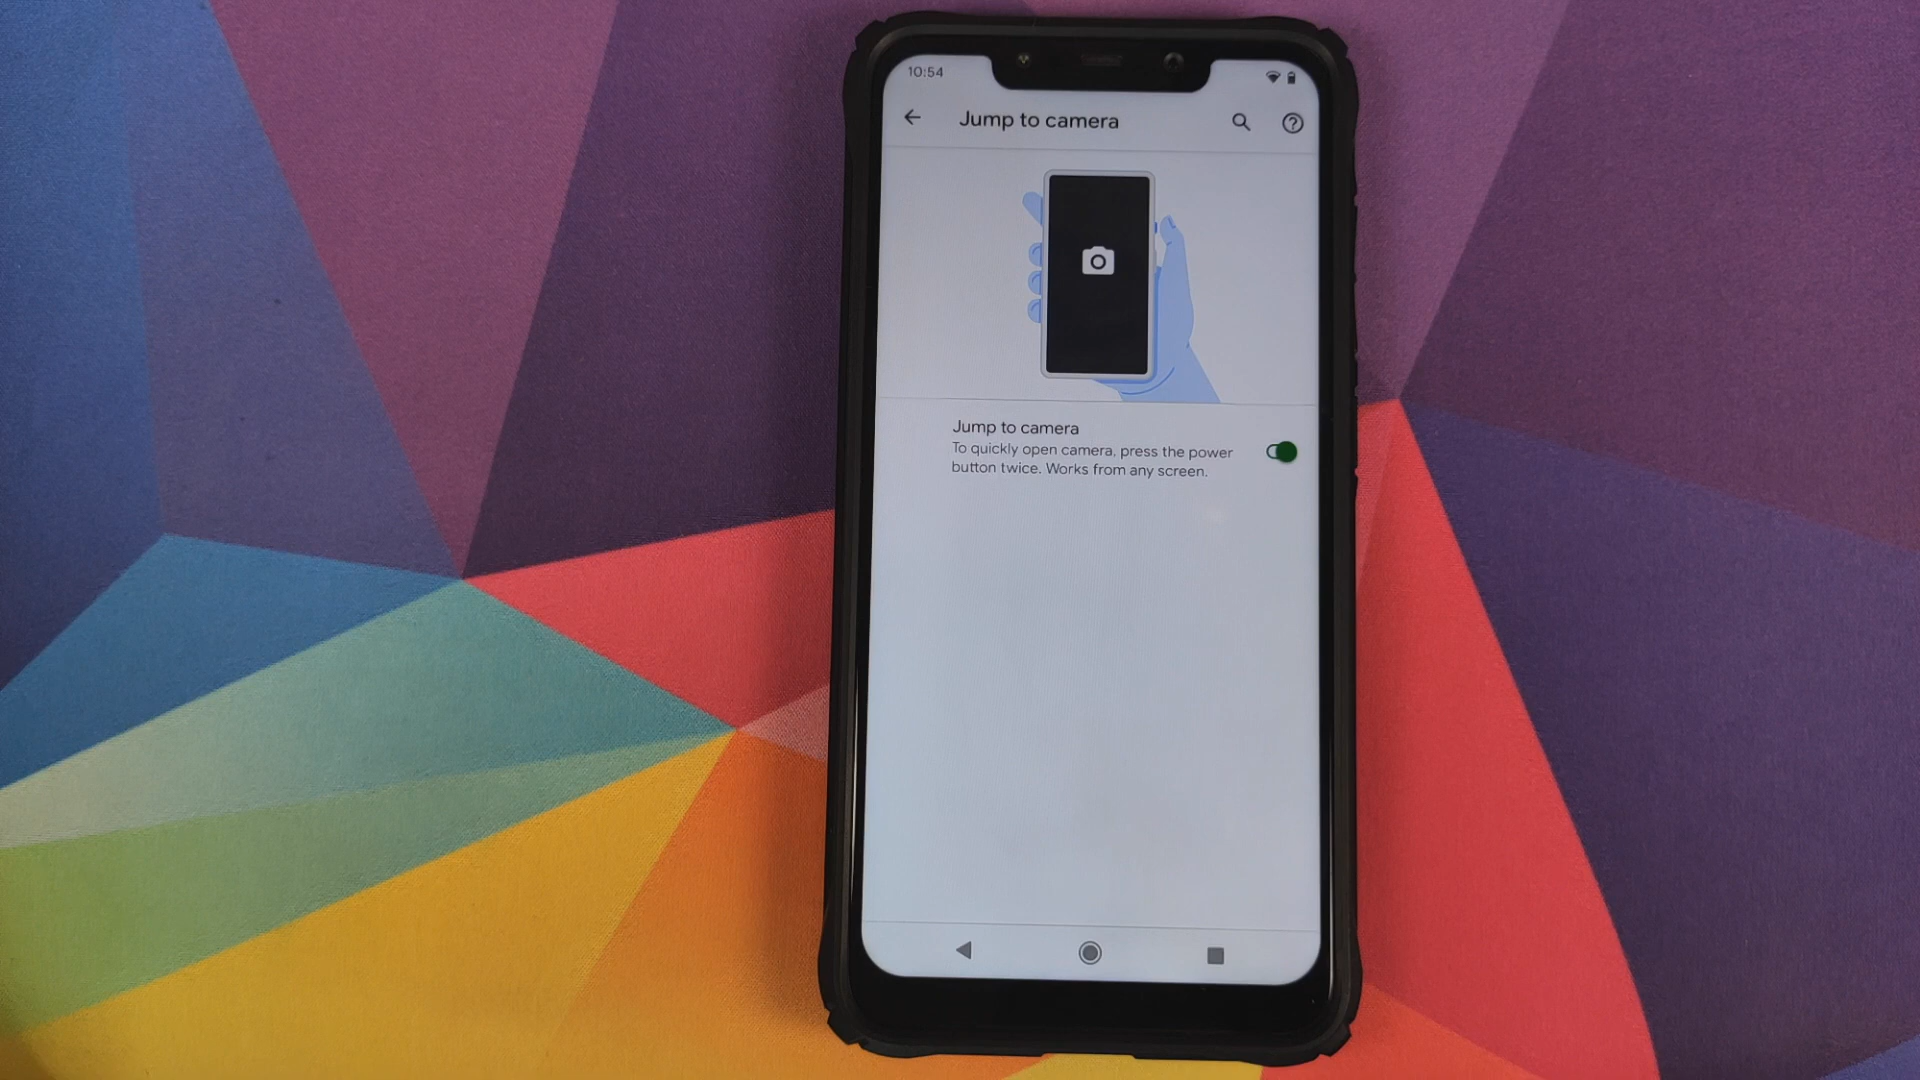 10:54
Jump to camera
Jump to camera
To quickly open camera, press the power
button twice. Works from any screen.